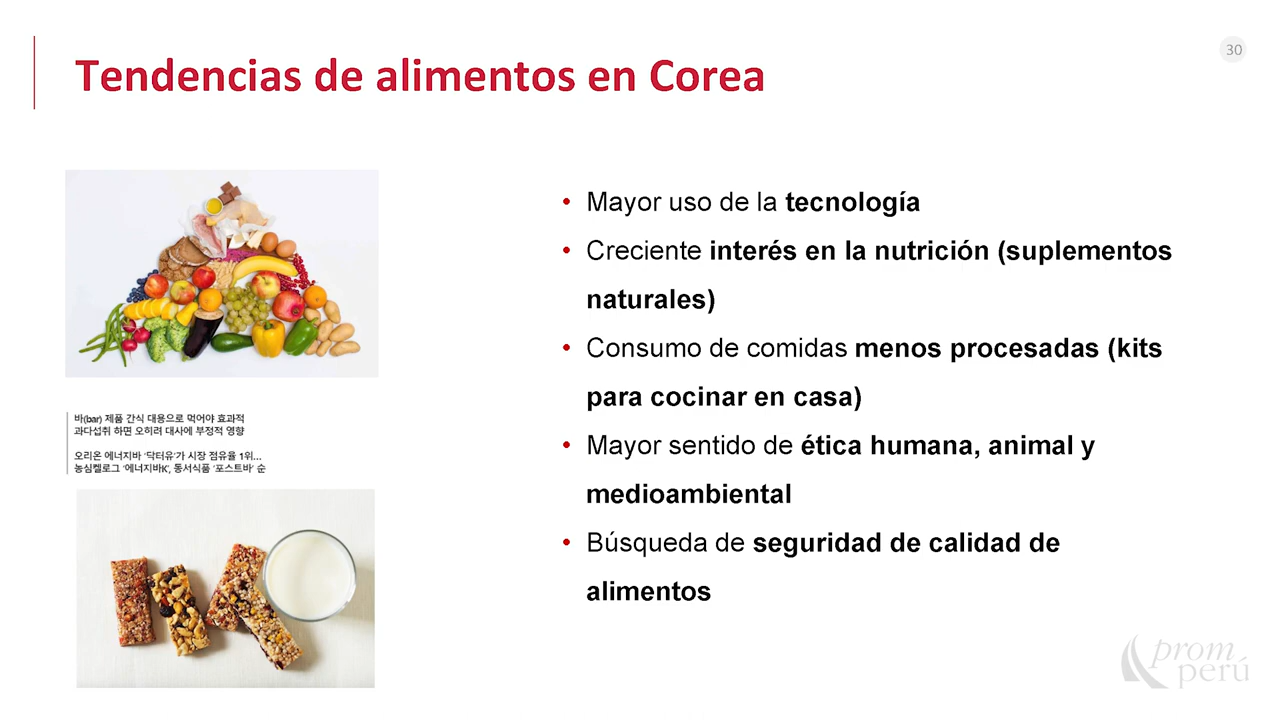 30
Tendencias de alimentos en Corea
바(bar) 제품 간식 대용으로 먹어야 효과적
과다섭취 하면 오히려 대사에 부정적 영향
오리온 에너지바 ‘닥터유’가 시장 점유율 1위...
농심켈로그 ‘에너지바K’, 동서식품 ‘포스트바’ 순
• Mayor uso de la tecnología
• Creciente interés en la nutrición (suplementos
naturales)
• Consumo de comidas menos procesadas (kits
para cocinar en casa)
• Mayor sentido de ética humana, animal y
medioambiental
• Búsqueda de seguridad de calidad de
alimentos
prom
perú